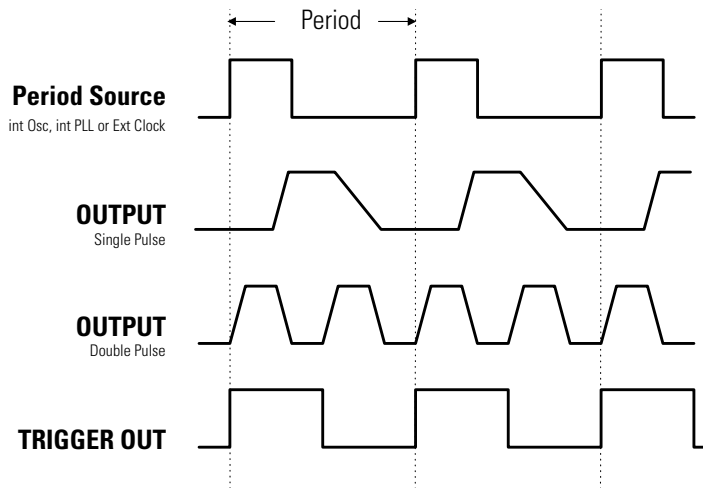 Period
Period Source
int Osc, int PLL or Ext Clock
OUTPUT
Single Pulse
OUTPUT
Double Pulse
TRIGGER OUT